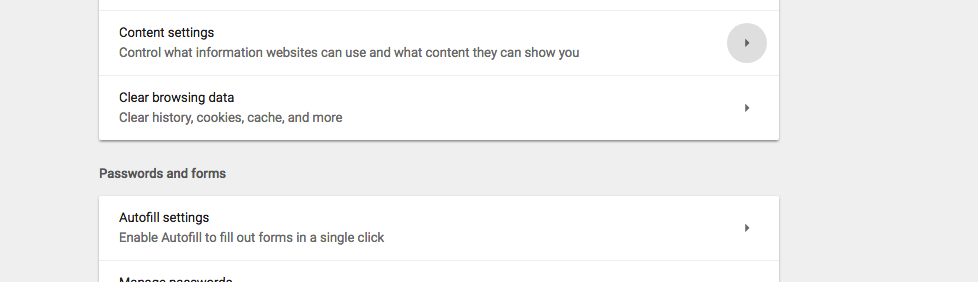 Content settings
Control what information websites can use and what content they can show you
Clear browsing data
Clear history, cookies, cache, and more
Passwords and forms
Autofill settings
Enable Autofill to fill out forms in a single click
Manage passwords